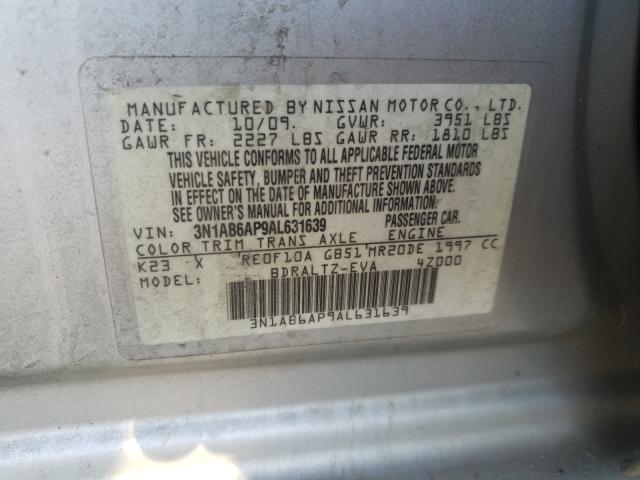 MANUFACTURED BY NISSAN MOTOR CO., LTD.
DATE: 10/09. GVWR: 3951 LBS
GAWR FR: 2227 LBS GAWR RR: 1810 LBS
THIS VEHICLE CONFORMS TO ALL APPLICABLE FEDERAL MOTOR
VEHICLE SAFETY, BUMPER AND THEFT PREVENTION STANDARDS
IN EFFECT ON THE DATE OF MANUFACTURE SHOWN ABOVE.
SEE OWNER'S MANUAL FOR ADDITIONAL INFORMATION.
VIN: 3N1AB6AP9AL631639 PASSENGER CAR.
COLOR TRIM TRANS AXLE ENGINE
K23 X RE0F10A GB51 MR20DE 1997 CC
MODEL: BDRALTZ-EVA 4Z000
3N1AB6AP9AL631639